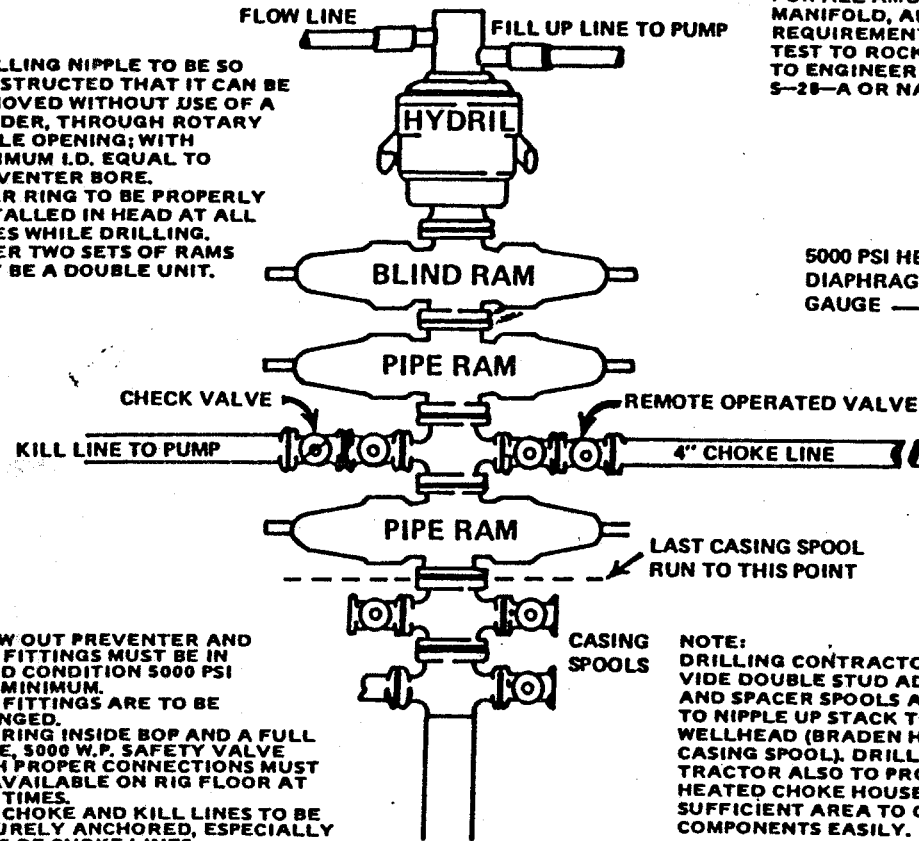 FLOW LINE
FILL UP LINE TO PUMP
MANIFOLD,
REQUIREMENT
TEST TO ROCK
TO ENGINEER
S-28-A OR
LLING NIPPLE TO BE SO
STRUCTED THAT IT CAN BE
OVED WITHOUT USE OF A
DER, THROUGH ROTARY
LE OPENING; WITH
IMUM I.D. EQUAL TO
VENTER BORE.
R RING TO BE PROPERLY
TALLED IN HEAD AT ALL
ES WHILE DRILLING.
ER TWO SETS OF RAMS
Y BE A DOUBLE UNIT.
HYDRIL
BLIND RAM
5000 PSI HE
DIAPHRAG
GAUGE
PIPE RAM
CHECK VALVE
REMOTE OPERATED VALVE
KILL LINE TO PUMP
4" CHOKE LINE
PIPE RAM
LAST CASING SPOOL
RUN TO THIS POINT
CASING
SPOOLS
W OUT PREVENTER AND
FITTINGS MUST BE IN
D CONDITION 5000 PSI
MINIMUM.
FITTINGS ARE TO BE
NGED.
RING INSIDE BOP AND A FULL
E, 5000 W.P. SAFETY VALVE
H PROPER CONNECTIONS MUST
AVAILABLE ON RIG FLOOR AT
TIMES.
CHOKE AND KILL LINES TO BE
URELY ANCHORED, ESPECIALLY
NOTE:
DRILLING CONTRACTO
VIDE DOUBLE STUD AD
AND SPACER SPOOLS A
TO NIPPLE UP STACK T
WELLHEAD (BRADEN H
CASING SPOOL). DRILL
TRACTOR ALSO TO PRO
HEATED CHOKE HOUSE
SUFFICIENT AREA TO C
COMPONENTS EASILY.